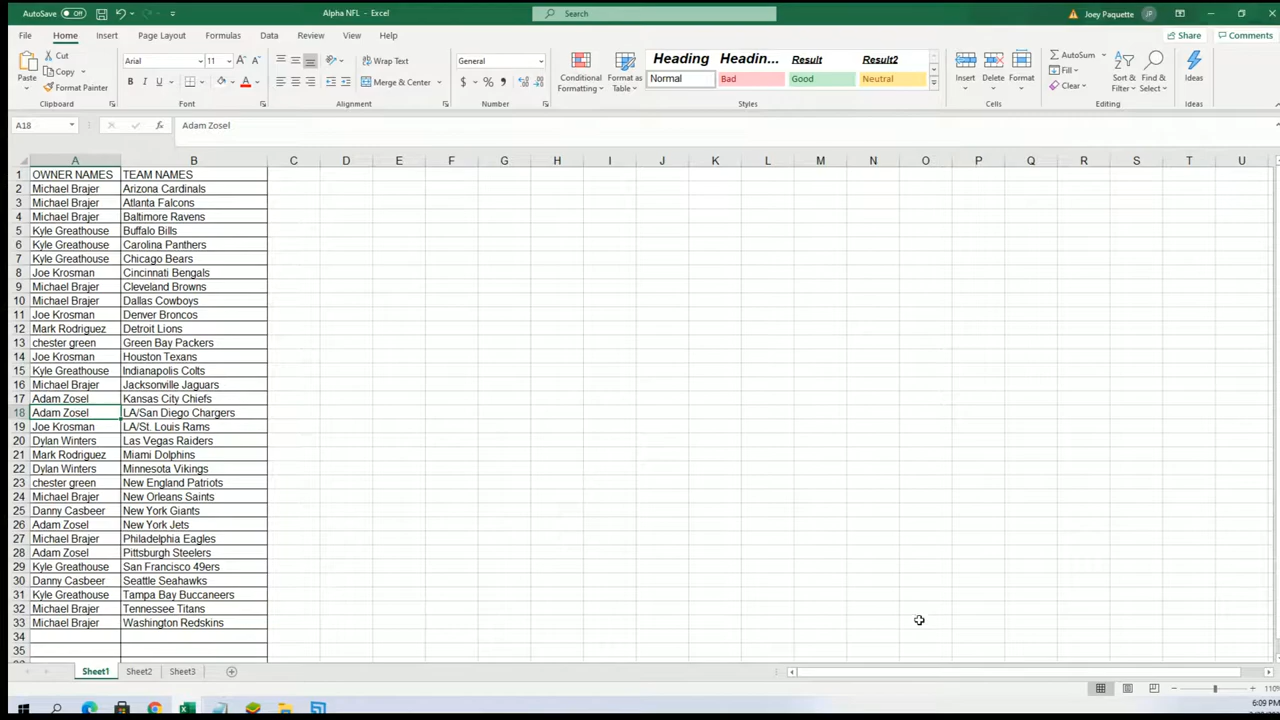 AutoSave Off
Alpha NFL - Excel
Search
Joey Paquette JP
File Home Insert Page Layout Formulas Data Review View Help
Share Comments
Paste Cut Copy Format Painter
Arial 11
B I U
Wrap Text
Merge & Center
General
$ % ,
Conditional Formatting
Format as Table
Heading Headin... Result Result2
Normal Bad Good Neutral
Insert Delete Format
AutoSum Fill Clear
Sort & Filter
Find & Select
Ideas
Clipboard Font Alignment Number Styles Cells Editing Ideas
A18 fx Adam Zosel
A B C D E F G H I J K L M N O P Q R S T U
1 OWNER NAMES TEAM NAMES
2 Michael Brajer Arizona Cardinals
3 Michael Brajer Atlanta Falcons
4 Michael Brajer Baltimore Ravens
5 Kyle Greathouse Buffalo Bills
6 Kyle Greathouse Carolina Panthers
7 Kyle Greathouse Chicago Bears
8 Joe Krosman Cincinnati Bengals
9 Michael Brajer Cleveland Browns
10 Michael Brajer Dallas Cowboys
11 Joe Krosman Denver Broncos
12 Mark Rodriguez Detroit Lions
13 chester green Green Bay Packers
14 Joe Krosman Houston Texans
15 Kyle Greathouse Indianapolis Colts
16 Michael Brajer Jacksonville Jaguars
17 Adam Zosel Kansas City Chiefs
18 Adam Zosel LA/San Diego Chargers
19 Joe Krosman LA/St. Louis Rams
20 Dylan Winters Las Vegas Raiders
21 Mark Rodriguez Miami Dolphins
22 Dylan Winters Minnesota Vikings
23 chester green New England Patriots
24 Michael Brajer New Orleans Saints
25 Danny Casbeer New York Giants
26 Adam Zosel New York Jets
27 Michael Brajer Philadelphia Eagles
28 Adam Zosel Pittsburgh Steelers
29 Kyle Greathouse San Francisco 49ers
30 Danny Casbeer Seattle Seahawks
31 Kyle Greathouse Tampa Bay Buccaneers
32 Michael Brajer Tennessee Titans
33 Michael Brajer Washington Redskins
34
35
Sheet1 Sheet2 Sheet3
110%
6:09 PM